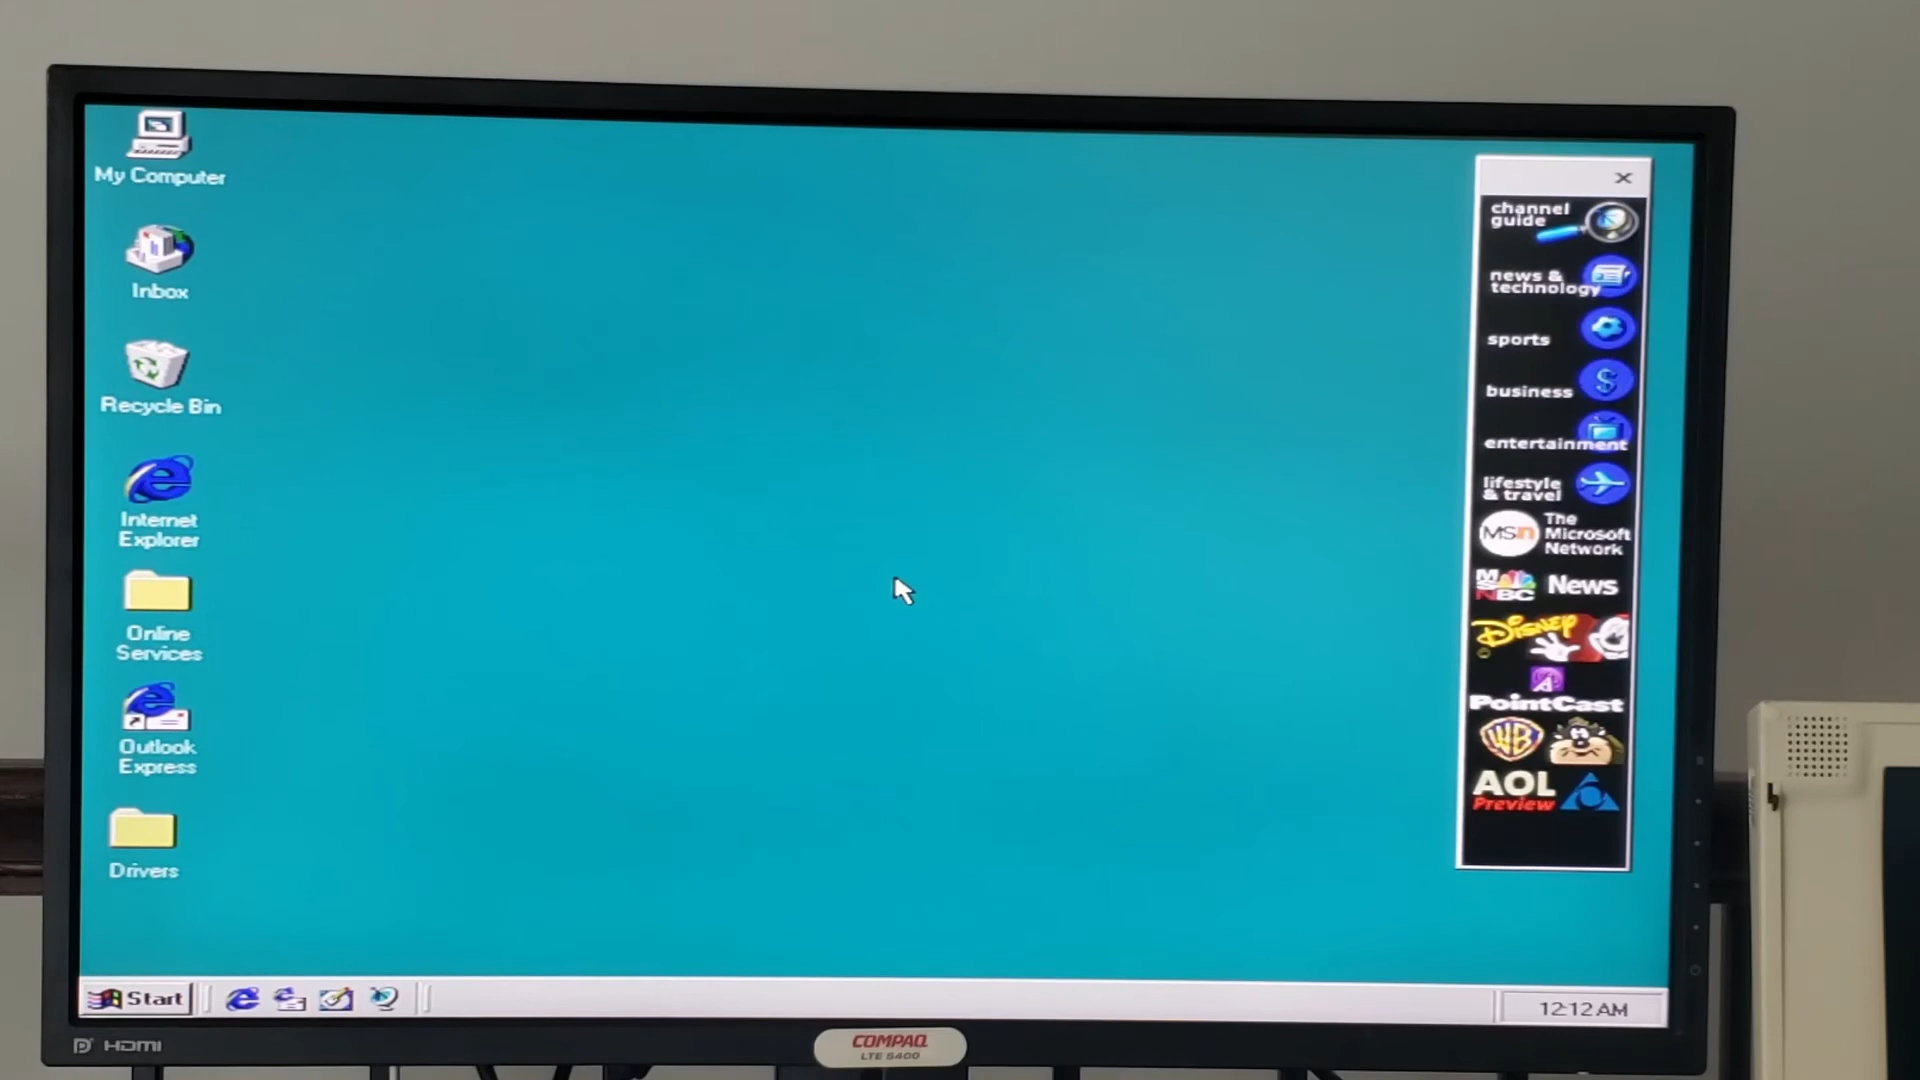 My Computer
Inbox
Recycle Bin
Internet
Explorer
Online
Services
Outlook
Express
Drivers
channel
guide
news &
technology
sports
business
entertainment
lifestyle
& travel
msn
The
Microsoft
Network
MSNBC
News
Disney
PointCast
WB
AOL
Preview
Start
12:12 AM
HDMI
COMPAQ
LTE 5400